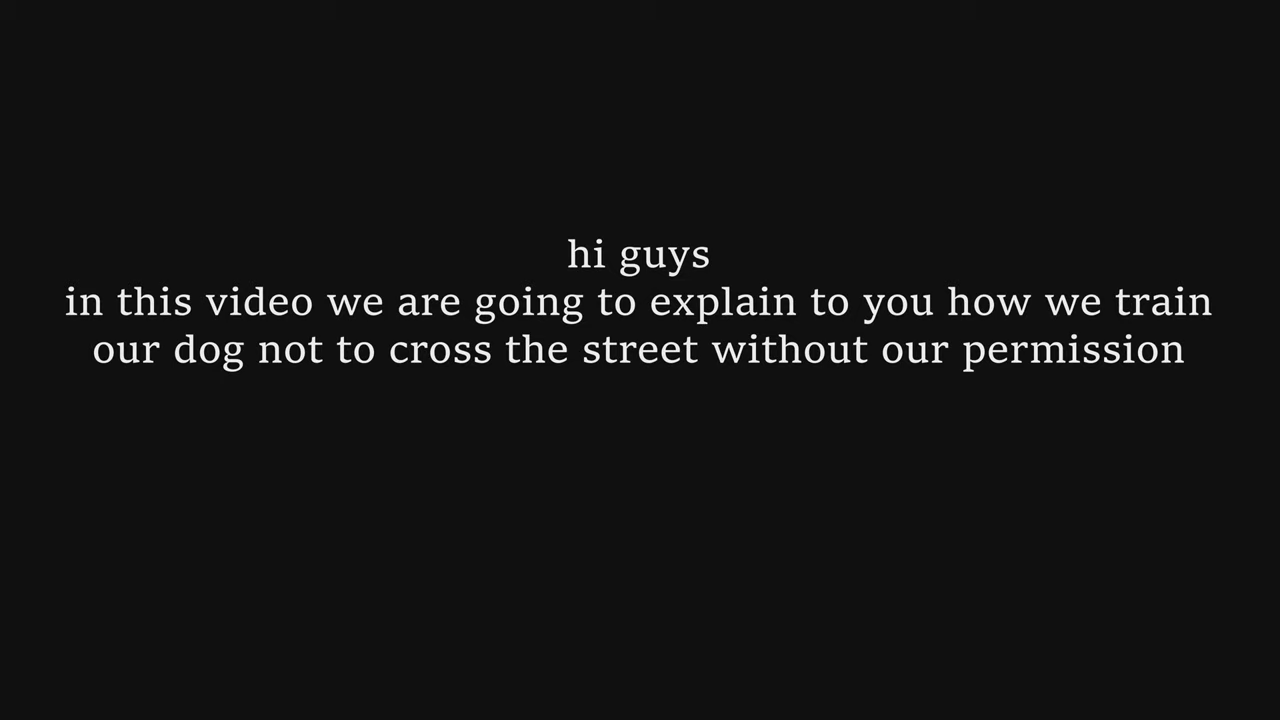 hi guys
in this video we are going to explain to you how we train
our dog not to cross the street without our permission